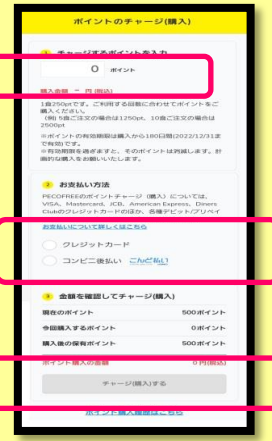 ポイントのチャージ(購入)
1 チャージするポイントを入力
0 ポイント
購入金額 - 円(税込)
1食250ptです。ご利用する回数に合わせてポイントをご
購入ください。
(例) 5食ご注文の場合は1250pt、10食ご注文の場合は
2500pt
※ポイントの有効期限は購入から180日間(2022/12/31ま
で有効)です。
※有効期限を過ぎますと、そのポイントは消滅します。計
画的な購入をお願いいたします。
2 お支払い方法
PECOFREEのポイントチャージ(購入)については、
VISA、Mastercard、JCB、American Express、Diners
Clubのクレジットカードのほか、各種デビット/プリペイ
お支払いについて詳しくはこちら
クレジットカード
コンビニ後払い こんど払い
3 金額を確認してチャージ(購入)
現在のポイント 500ポイント
今回購入するポイント 0ポイント
購入後の保有ポイント 500ポイント
ポイント購入の金額 0円(税込)
チャージ(購入)する
ポイント購入履歴はこちら